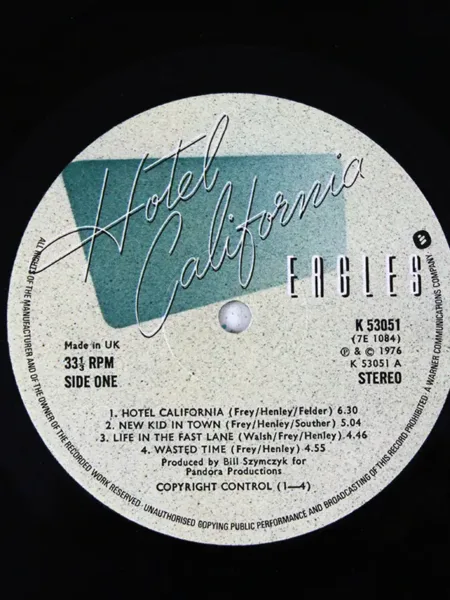 Hotel
California
EAGLES
K 53051
(7E 1084)
Made in UK
℗ & © 1976
33⅓ RPM
K 53051 A
SIDE ONE
STEREO
1. HOTEL CALIFORNIA (Frey/Henley/Felder) 6.30
2. NEW KID IN TOWN (Frey/Henley/Souther) 5.04
3. LIFE IN THE FAST LANE (Walsh/Frey/Henley) 4.46
4. WASTED TIME (Frey/Henley) 4.55
Produced by Bill Szymczyk for
Pandora Productions
COPYRIGHT CONTROL (1—4)
ALL RIGHTS OF THE MANUFACTURER AND OF THE OWNER OF THE RECORDED WORK RESERVED · UNAUTHORISED COPYING PUBLIC PERFORMANCE AND BROADCASTING OF THIS RECORD PROHIBITED · A WARNER COMMUNICATIONS COMPANY